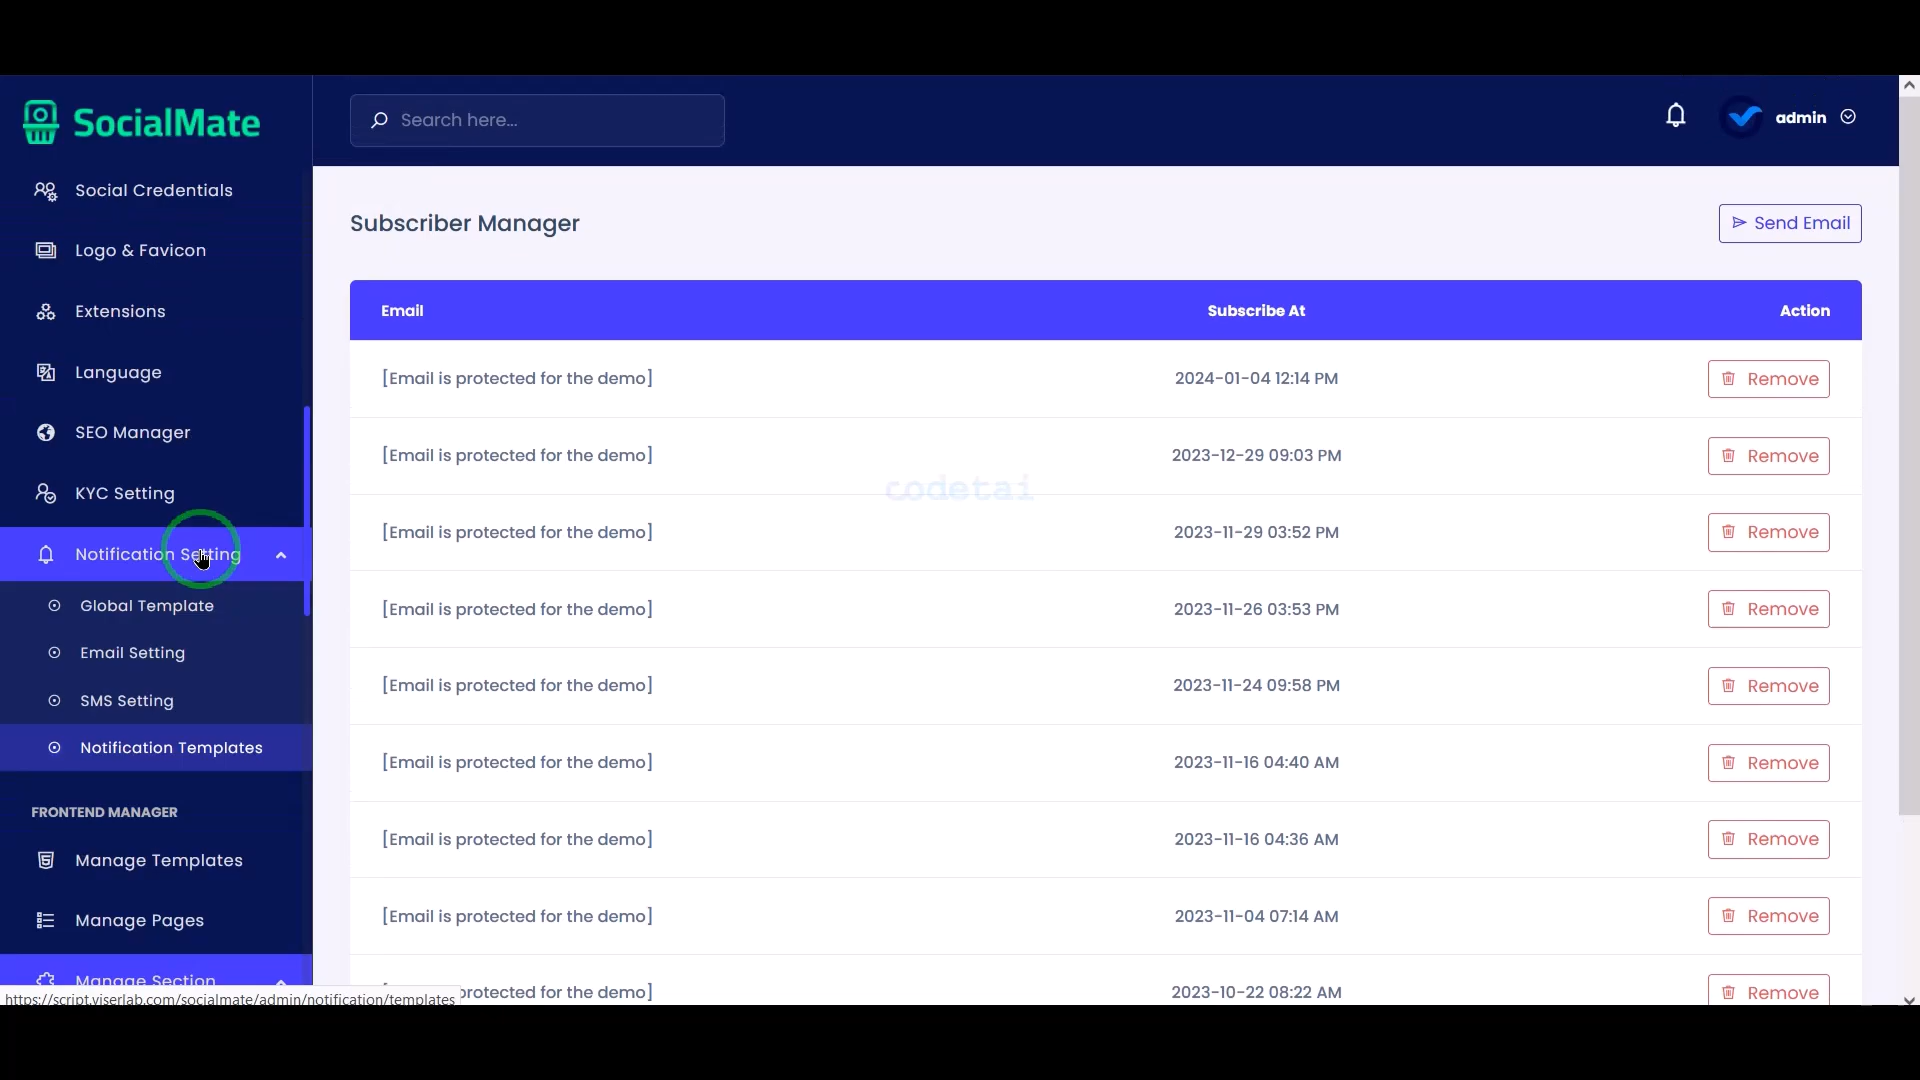 SocialMate
Search here...
admin
Social Credentials
Logo & Favicon
Extensions
Language
SEO Manager
KYC Setting
Notification Setting
Global Template
Email Setting
SMS Setting
Notification Templates
FRONTEND MANAGER
Manage Templates
Manage Pages
Manage Section
https://script.viserlab.com/socialmate/admin/notification/templates
Subscriber Manager
Send Email
Email Subscribe At Action
[Email is protected for the demo] 2024-01-04 12:14 PM Remove
[Email is protected for the demo] 2023-12-29 09:03 PM Remove
codetai
[Email is protected for the demo] 2023-11-29 03:52 PM Remove
[Email is protected for the demo] 2023-11-26 03:53 PM Remove
[Email is protected for the demo] 2023-11-24 09:58 PM Remove
[Email is protected for the demo] 2023-11-16 04:40 AM Remove
[Email is protected for the demo] 2023-11-16 04:36 AM Remove
[Email is protected for the demo] 2023-11-04 07:14 AM Remove
protected for the demo] 2023-10-22 08:22 AM Remove